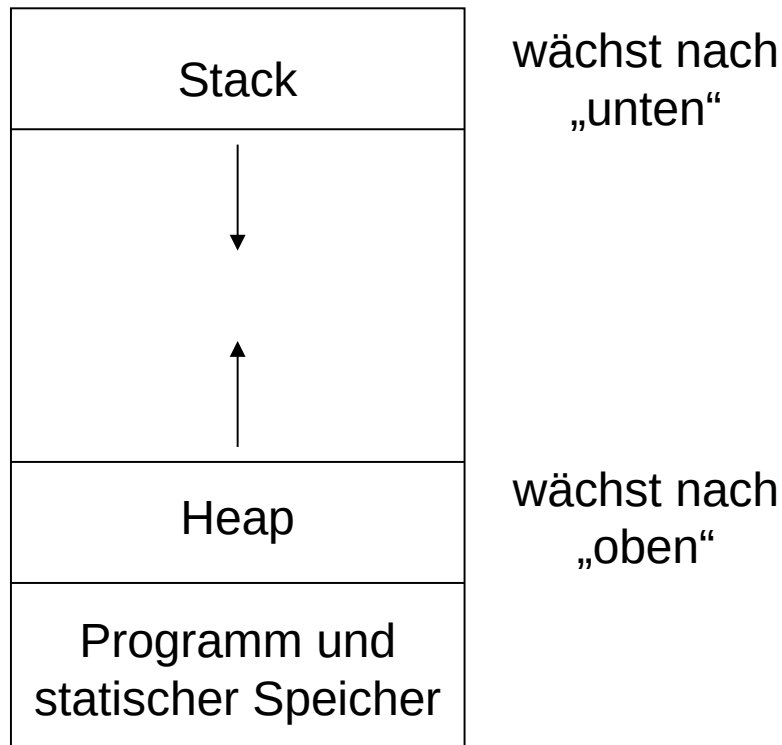 Stack
wächst nach
„unten“
Heap
wächst nach
„oben“
Programm und
statischer Speicher